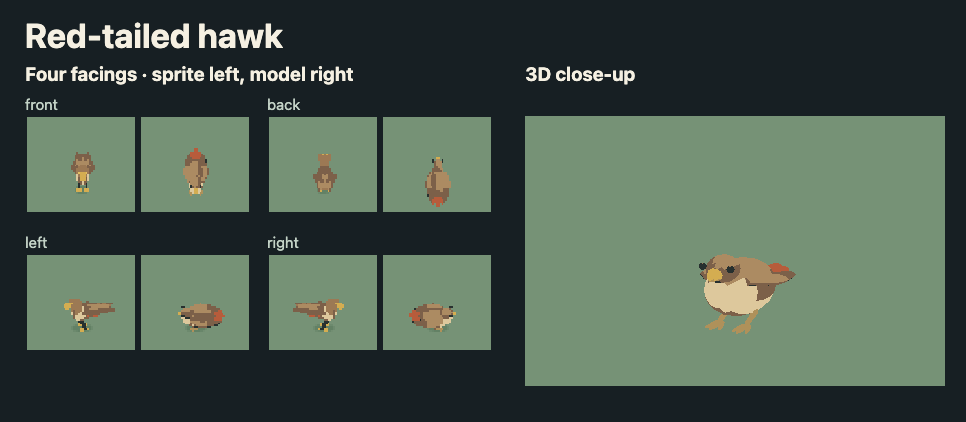 Red-tailed hawk
Four facings · sprite left, model right
3D close-up
front
back
left
right